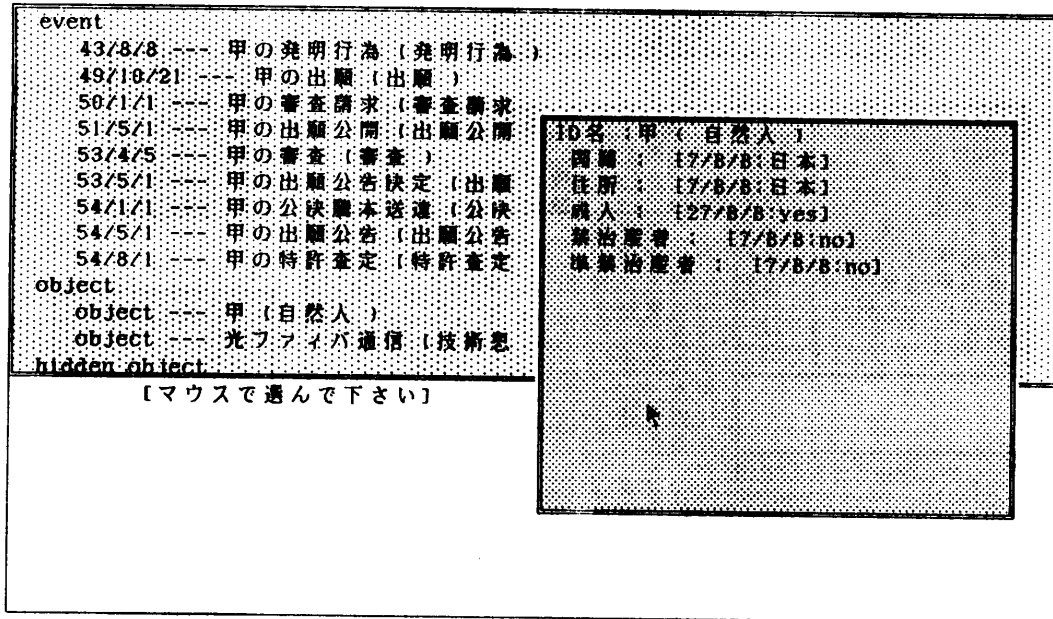 event
43/8/8 --- 甲の発明行為 (発明行為)
49/10/21 --- 甲の出願 (出願)
50/1/1 --- 甲の審査請求 (審査請求
51/5/1 --- 甲の出願公開 (出願公開
53/4/5 --- 甲の審査 (審査)
53/5/1 --- 甲の出願公告決定 (出願
54/1/1 --- 甲の公決謄本送達 (公決
54/5/1 --- 甲の出願公告 (出願公告
54/8/1 --- 甲の特許査定 (特許査定
object
object --- 甲 (自然人)
object --- 光ファイバ通信 (技術思
hidden object
[マウスで選んで下さい]
ID名 :甲 (自然人)
国籍 : [7/8/8:日本]
住所 : [7/8/8:日本]
成人 : [27/8/8:yes]
禁治産者 : [7/8/8:no]
準禁治産者 : [7/8/8:no]